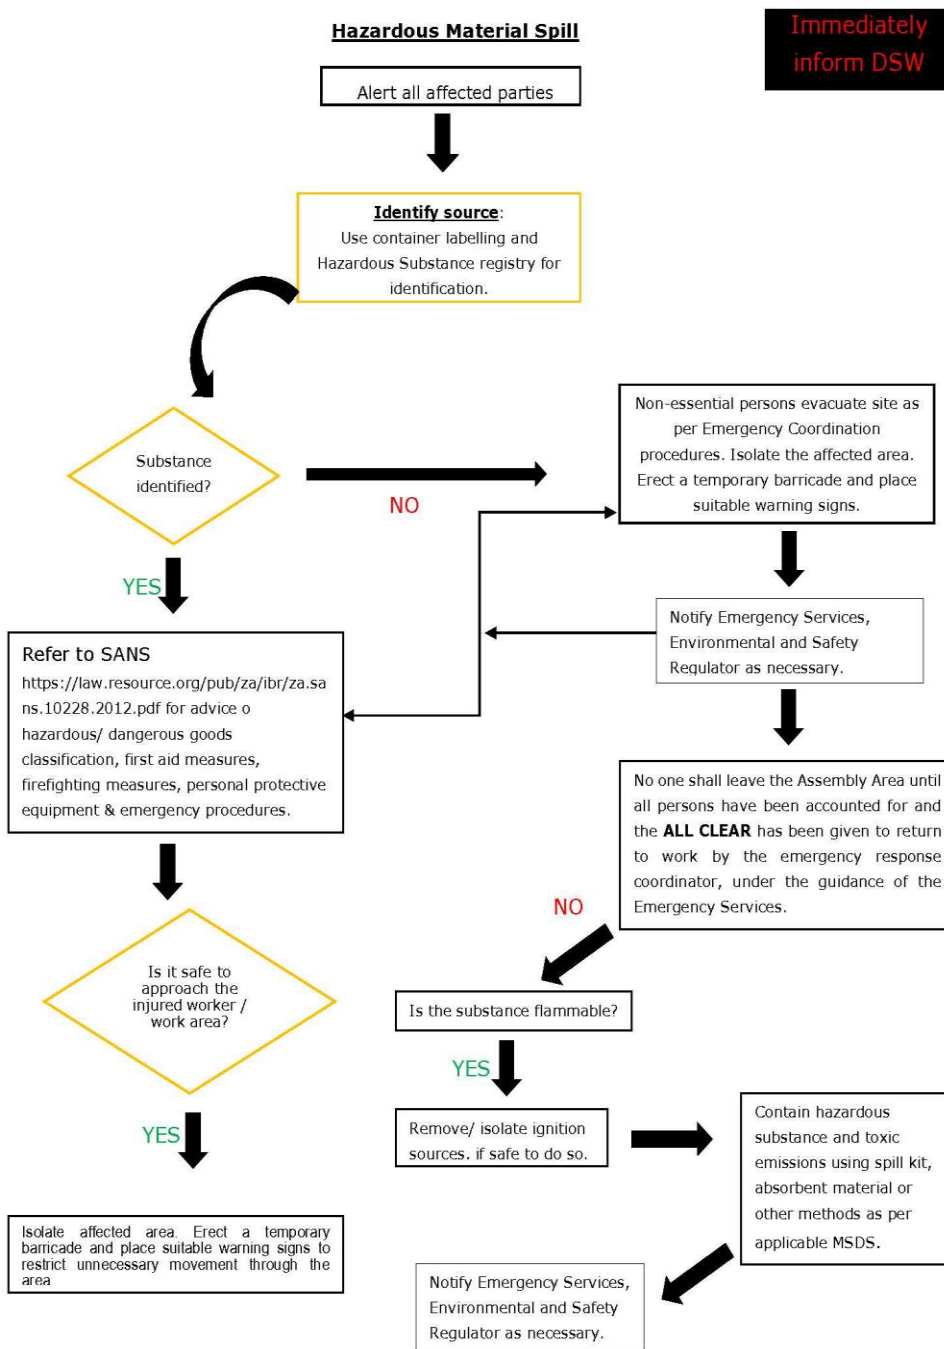 Hazardous Material Spill
Immediately
inform DSW
Alert all affected parties
Identify source:
Use container labelling and
Hazardous Substance registry for
identification.
Substance
identified?
NO
Non-essential persons evacuate site as
per Emergency Coordination
procedures. Isolate the affected area.
Erect a temporary barricade and place
suitable warning signs.
YES
Notify Emergency Services,
Environmental and Safety
Regulator as necessary.
Refer to SANS
https://law.resource.org/pub/za/ibr/za.sa
ns.10228.2012.pdf for advice o
hazardous/ dangerous goods
classification, first aid measures,
firefighting measures, personal protective
equipment & emergency procedures.
No one shall leave the Assembly Area until
all persons have been accounted for and
the ALL CLEAR has been given to return
to work by the emergency response
coordinator, under the guidance of the
Emergency Services.
NO
Is it safe to
approach the
injured worker /
work area?
Is the substance flammable?
YES
Remove/ isolate ignition
sources. if safe to do so.
Contain hazardous
substance and toxic
emissions using spill kit,
absorbent material or
other methods as per
applicable MSDS.
YES
Isolate affected area. Erect a temporary
barricade and place suitable warning signs to
restrict unnecessary movement through the
area
Notify Emergency Services,
Environmental and Safety
Regulator as necessary.